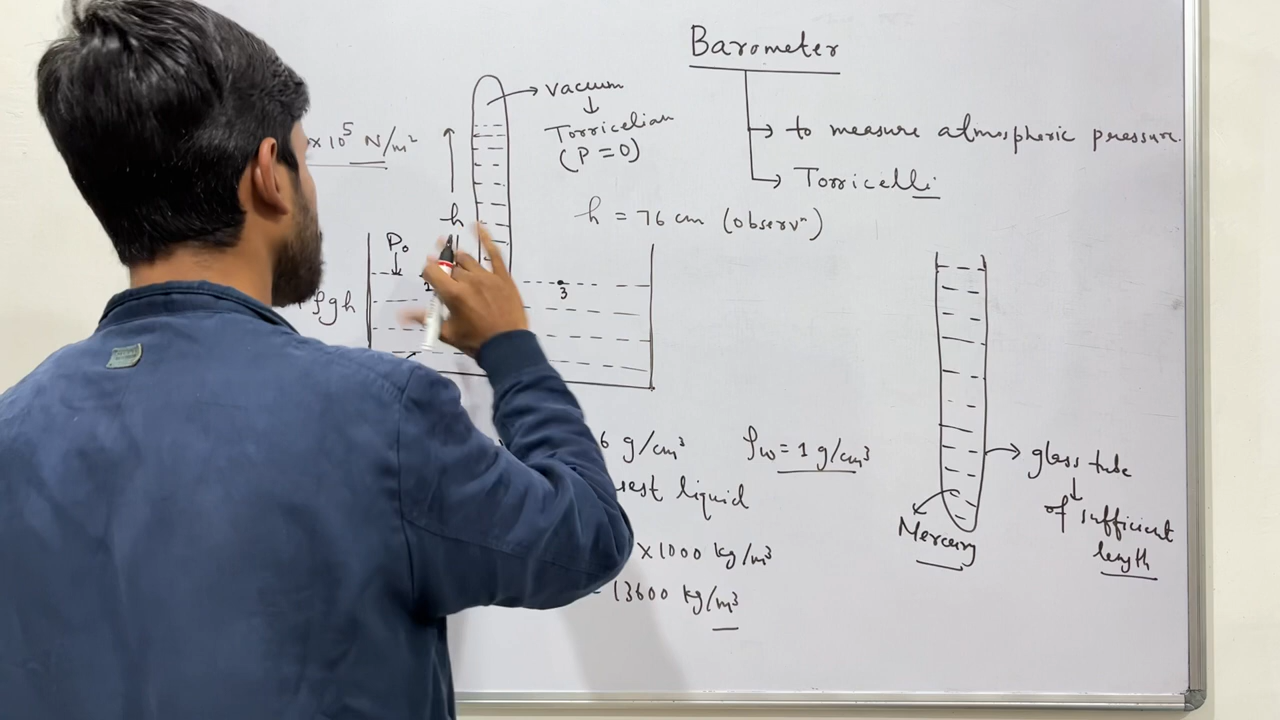 Barometer
→ to measure atmospheric pressure.
→ Torricelli
→ vacuum
↓
Torricelian
(P = 0)
x 10⁵ N/m²
h
h = 76 cm (observⁿ)
P₀
3
ρgh
6 g/cm³
ρw = 1 g/cm³
liquid
x 1000 kg/m³
13600 kg/m³
→ glass tube
↓
of sufficient
length
Mercury